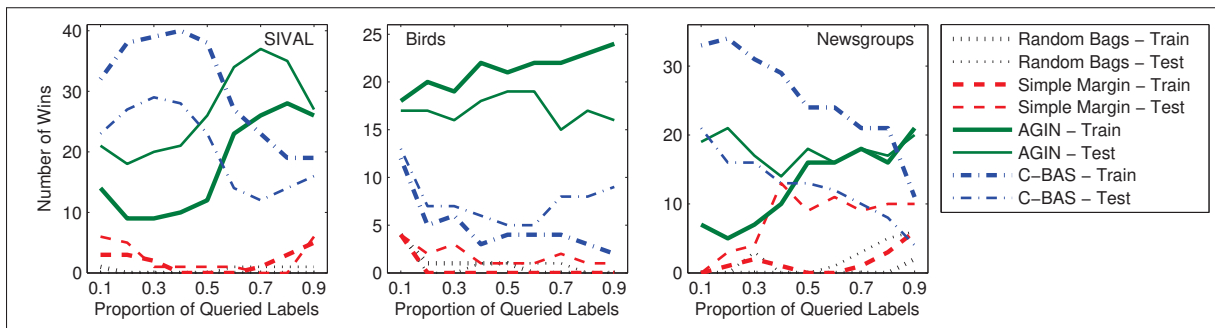 Number of Wins
40
30
20
10
0
SIVAL
0.1 0.3 0.5 0.7 0.9
Proportion of Queried Labels
25
20
15
10
5
0
Birds
0.1 0.3 0.5 0.7 0.9
Proportion of Queried Labels
30
20
10
0
Newsgroups
0.1 0.3 0.5 0.7 0.9
Proportion of Queried Labels
Random Bags – Train
Random Bags – Test
Simple Margin – Train
Simple Margin – Test
AGIN – Train
AGIN – Test
C–BAS – Train
C–BAS – Test